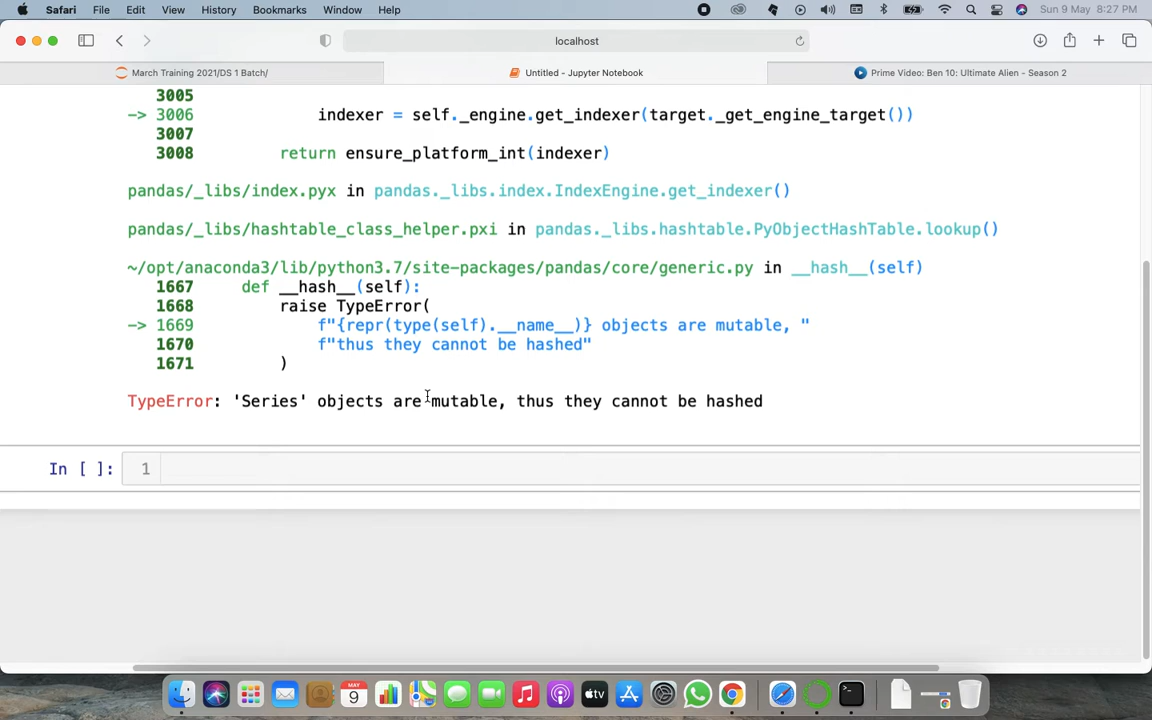 Safari File Edit View History Bookmarks Window Help Sun 9 May 8:27 PM
localhost
March Training 2021/DS 1 Batch/ Untitled - Jupyter Notebook Prime Video: Ben 10: Ultimate Alien - Season 2
3005
-> 3006 indexer = self._engine.get_indexer(target._get_engine_target())
3007
3008 return ensure_platform_int(indexer)
pandas/_libs/index.pyx in pandas._libs.index.IndexEngine.get_indexer()
pandas/_libs/hashtable_class_helper.pxi in pandas._libs.hashtable.PyObjectHashTable.lookup()
~/opt/anaconda3/lib/python3.7/site-packages/pandas/core/generic.py in __hash__(self)
1667 def __hash__(self):
1668 raise TypeError(
-> 1669 f"{repr(type(self).__name__)} objects are mutable, "
1670 f"thus they cannot be hashed"
1671 )
TypeError: 'Series' objects are mutable, thus they cannot be hashed
In [ ]: 1
MAY
9
tv